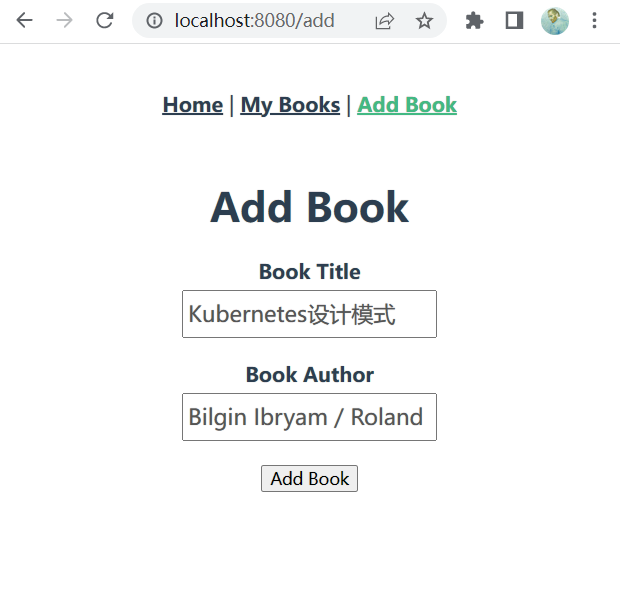 localhost:8080/add
Home | My Books | Add Book
Add Book
Book Title
Kubernetes设计模式
Book Author
Bilgin Ibryam / Roland
Add Book